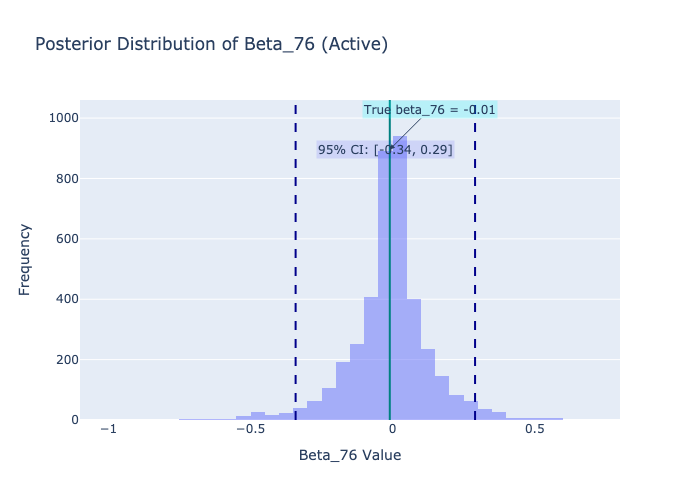 Posterior Distribution of Beta_76 (Active)
True beta_76 = -0.01
95% CI: [-0.34, 0.29]
1000
800
600
400
200
0
Frequency
−1
−0.5
0
0.5
Beta_76 Value